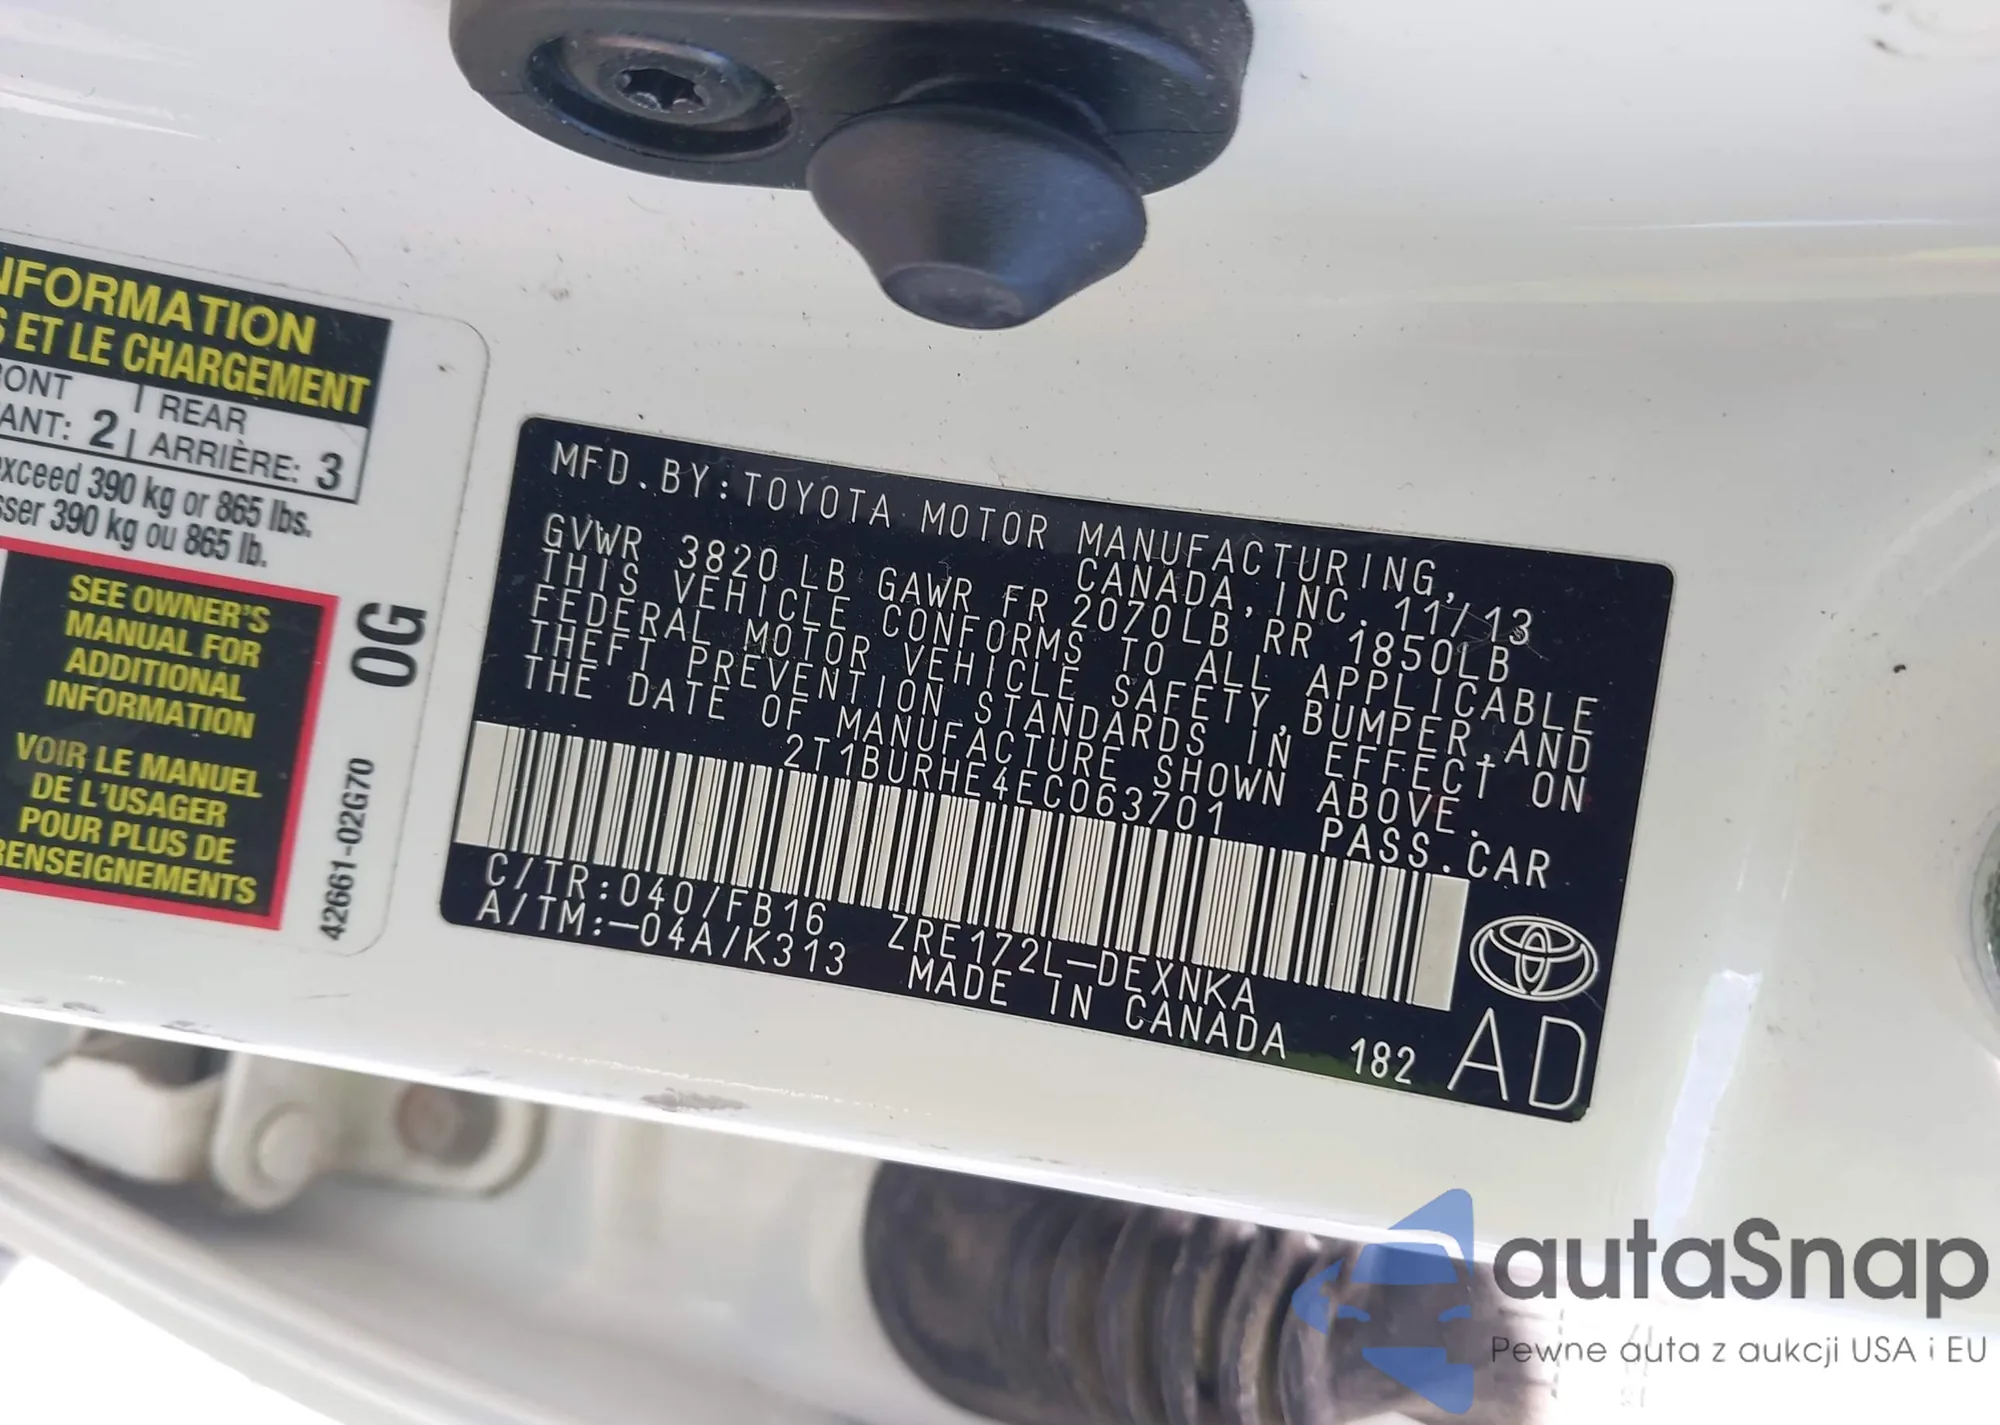 NFORMATION
S ET LE CHARGEMENT
RONT | REAR
ANT: 2 | ARRIÈRE: 3
exceed 390 kg or 865 lbs.
sser 390 kg ou 865 lb.
SEE OWNER'S
MANUAL FOR
ADDITIONAL
INFORMATION
VOIR LE MANUEL
DE L'USAGER
POUR PLUS DE
RENSEIGNEMENTS
0G
42661-02G70
MFD.BY:TOYOTA MOTOR MANUFACTURING,
CANADA,INC. 11/13
GVWR 3820 LB GAWR FR 2070LB RR 1850LB
THIS VEHICLE CONFORMS TO ALL APPLICABLE
FEDERAL MOTOR VEHICLE SAFETY,BUMPER,AND
THEFT PREVENTION STANDARDS IN EFFECT ON
THE DATE OF MANUFACTURE SHOWN ABOVE.
2T1BURHE4EC063701 PASS.CAR
C/TR:040/FB16 ZRE172L-DEXNKA
A/TM:-04A/K313 MADE IN CANADA 182 AD
autaSnap
Pewne auta z aukcji USA i EU